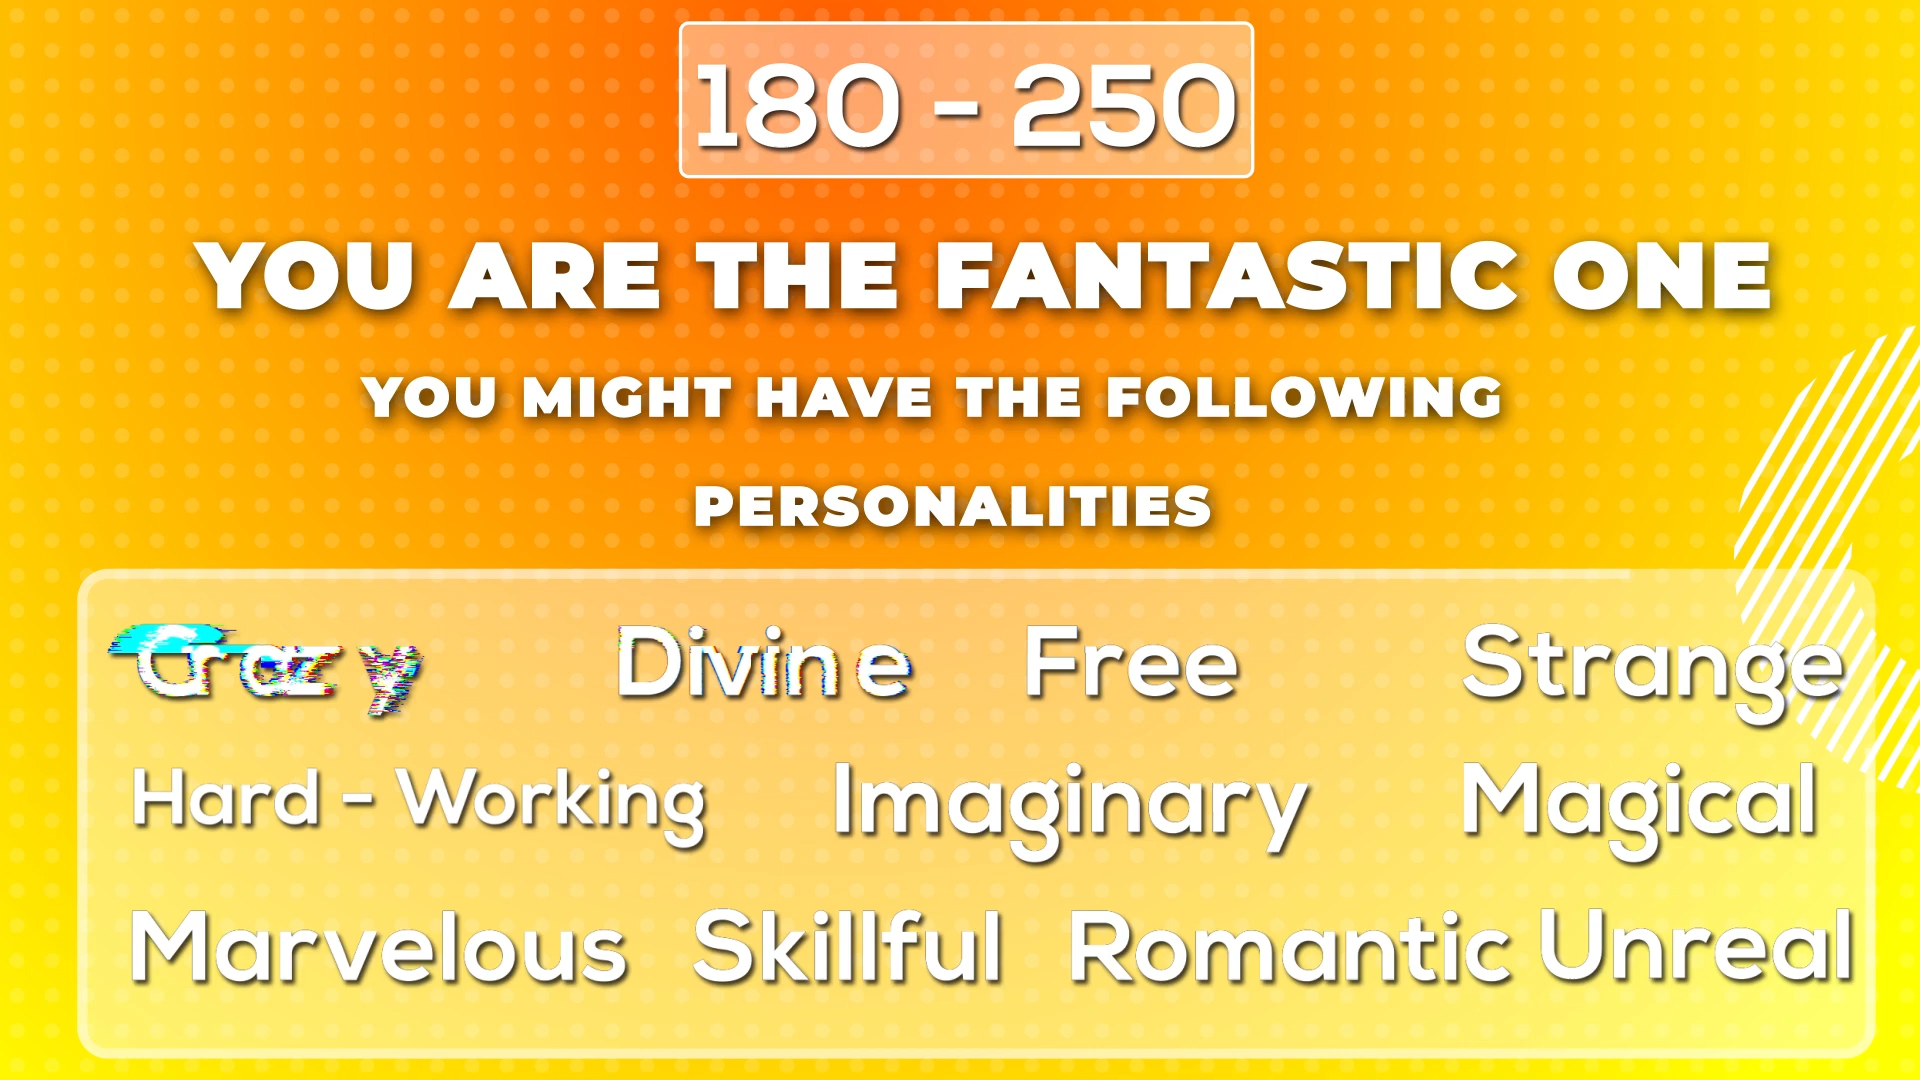 180 - 250
YOU ARE THE FANTASTIC ONE
YOU MIGHT HAVE THE FOLLOWING
PERSONALITIES
Crazy Divine Free Strange
Hard - Working Imaginary Magical
Marvelous Skillful Romantic Unreal